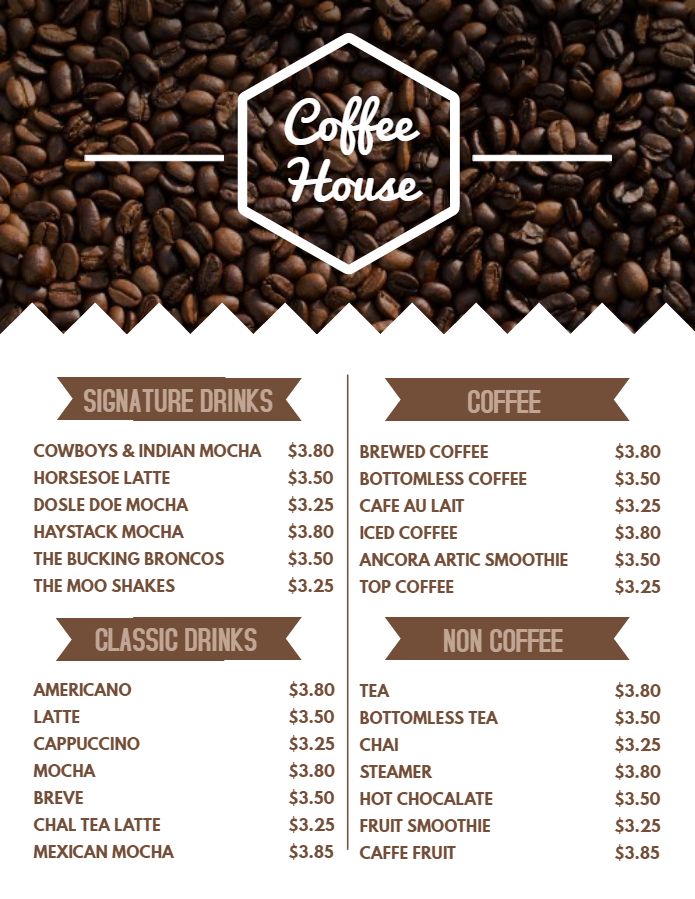 Coffee
House
SIGNATURE DRINKS
COWBOYS & INDIAN MOCHA $3.80
HORSESOE LATTE $3.50
DOSLE DOE MOCHA $3.25
HAYSTACK MOCHA $3.80
THE BUCKING BRONCOS $3.50
THE MOO SHAKES $3.25
CLASSIC DRINKS
AMERICANO $3.80
LATTE $3.50
CAPPUCCINO $3.25
MOCHA $3.80
BREVE $3.50
CHAL TEA LATTE $3.25
MEXICAN MOCHA $3.85
COFFEE
BREWED COFFEE $3.80
BOTTOMLESS COFFEE $3.50
CAFE AU LAIT $3.25
ICED COFFEE $3.80
ANCORA ARTIC SMOOTHIE $3.50
TOP COFFEE $3.25
NON COFFEE
TEA $3.80
BOTTOMLESS TEA $3.50
CHAI $3.25
STEAMER $3.80
HOT CHOCALATE $3.50
FRUIT SMOOTHIE $3.25
CAFFE FRUIT $3.85